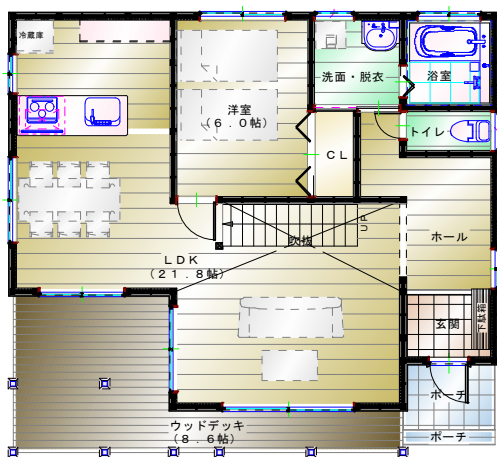 冷蔵庫
洋室
(6.0帖)
洗面・脱衣
浴室
トイレ
CL
UP
吹抜
ホール
LDK
(21.8帖)
玄関
下駄箱
ポーチ
ポーチ
ウッドデッキ
(8.6帖)